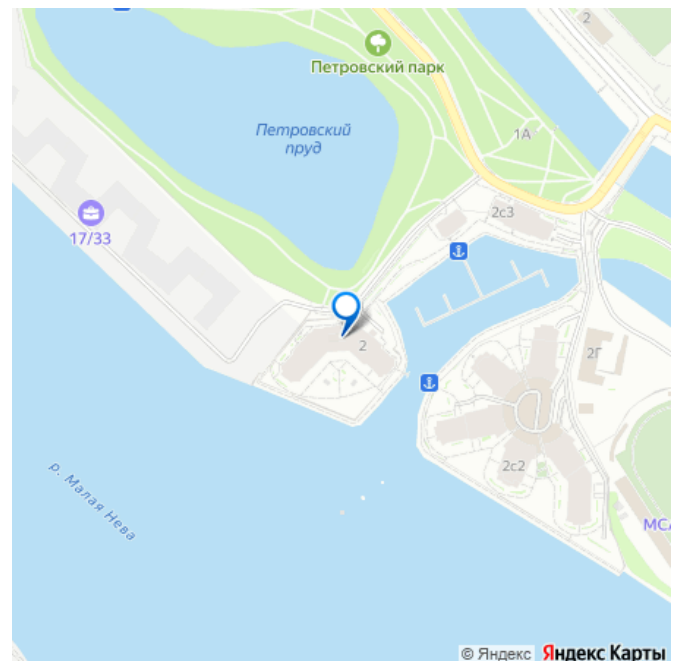 2
Петровский парк
Петровский
пруд
1А
2с3
17/33
2
2Г
2с2
р. Малая Нева
МСА
© Яндекс Яндекс Карты